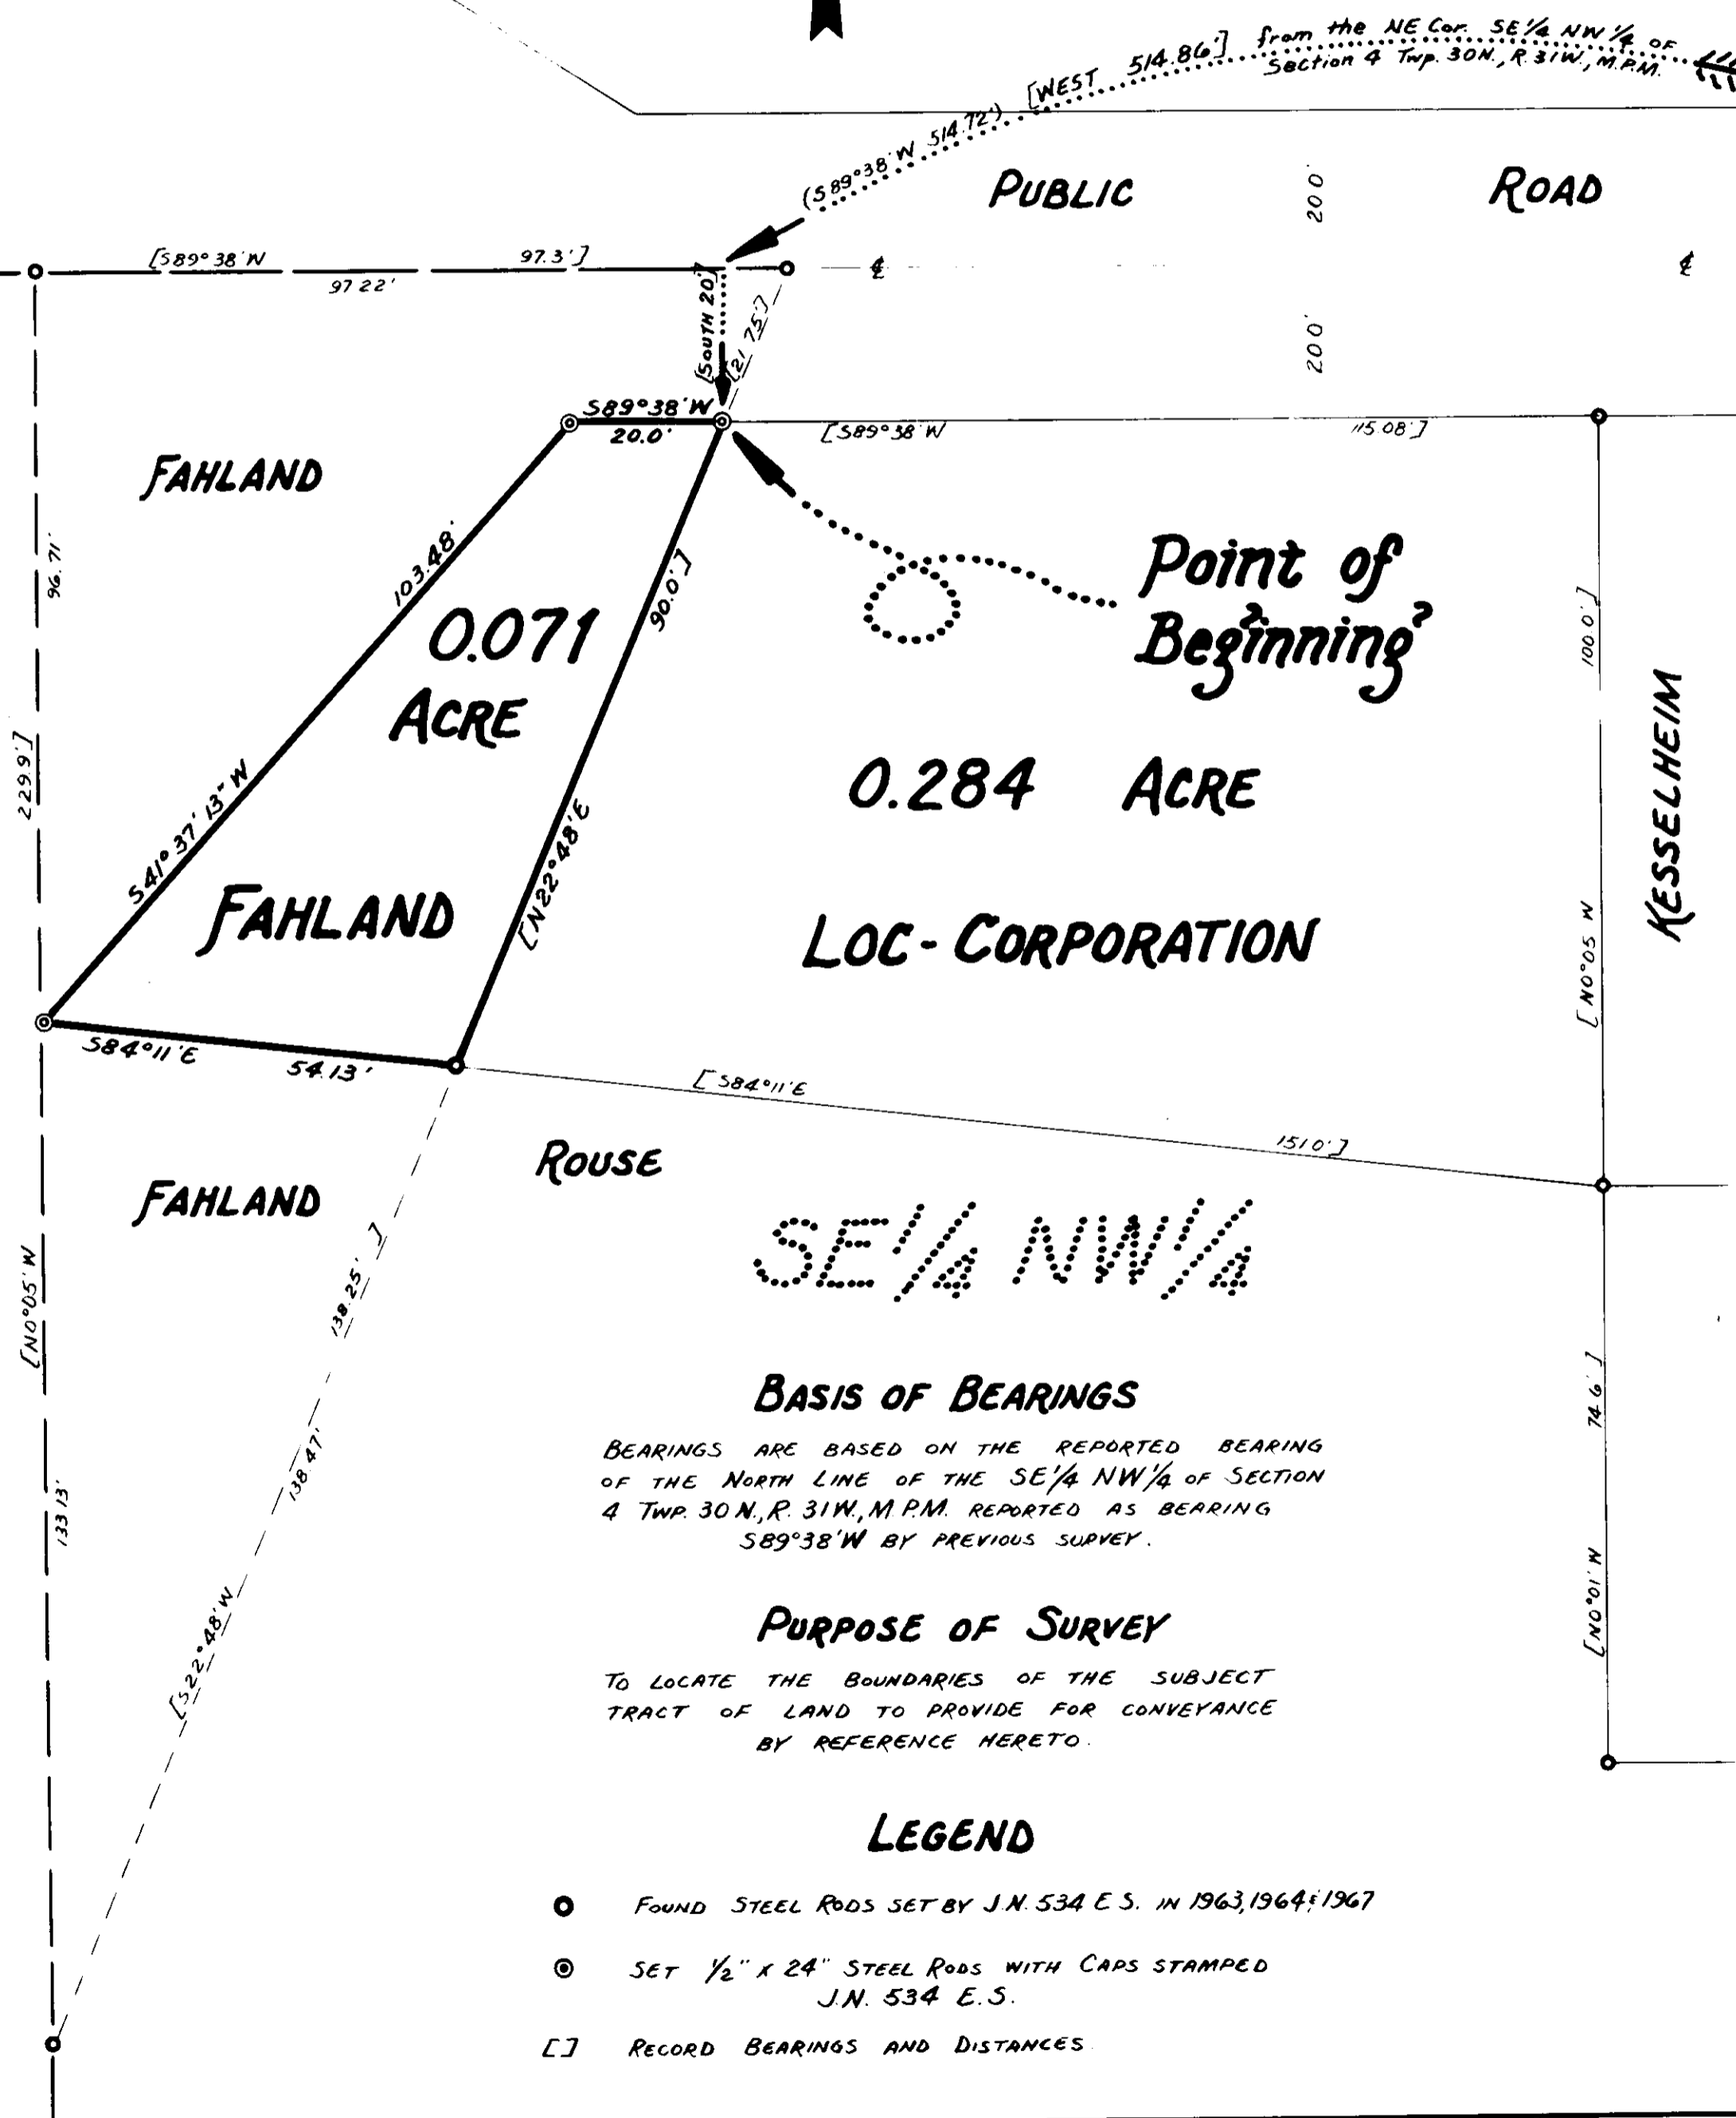 [WEST 514.86'] from the NE Cor. SE¼ NW¼ OF
Section 4 Twp. 30N., R. 31W., M.P.M.
(S89°38'W 514.72')
PUBLIC ROAD
20 0'
[S89°38'W 97.3']
97 22'
℄ ℄
[SOUTH 20']
[21 75']
20 0'
S89°38'W
20.0'
[S89°38'W 115.08']
FAHLAND
96.71'
103.48'
90.0']
Point of
Beginning
100 0']
0.071
ACRE
229.9']
S41°37'13"W
[N22°48'E
0.284 ACRE
KESSELHEIM
FAHLAND
LOC-CORPORATION
[N0°05 W
S84°11'E
54.13'
[S84°11'E
151 0']
ROUSE
FAHLAND
SE¼ NW¼
[N0°05'W
138.25' ]
138.47'
133 13'
[S22°48'W
74 6' ]
[N0°01'W
BASIS OF BEARINGS
BEARINGS ARE BASED ON THE REPORTED BEARING
OF THE NORTH LINE OF THE SE¼ NW¼ OF SECTION
4 TWP. 30 N., R. 31W., M.P.M. REPORTED AS BEARING
S89°38'W BY PREVIOUS SURVEY.
PURPOSE OF SURVEY
TO LOCATE THE BOUNDARIES OF THE SUBJECT
TRACT OF LAND TO PROVIDE FOR CONVEYANCE
BY REFERENCE HERETO.
LEGEND
FOUND STEEL RODS SET BY J.N. 534 E S. IN 1963, 1964 & 1967
SET ½" x 24" STEEL RODS WITH CAPS STAMPED
J.N. 534 E.S.
[ ] RECORD BEARINGS AND DISTANCES